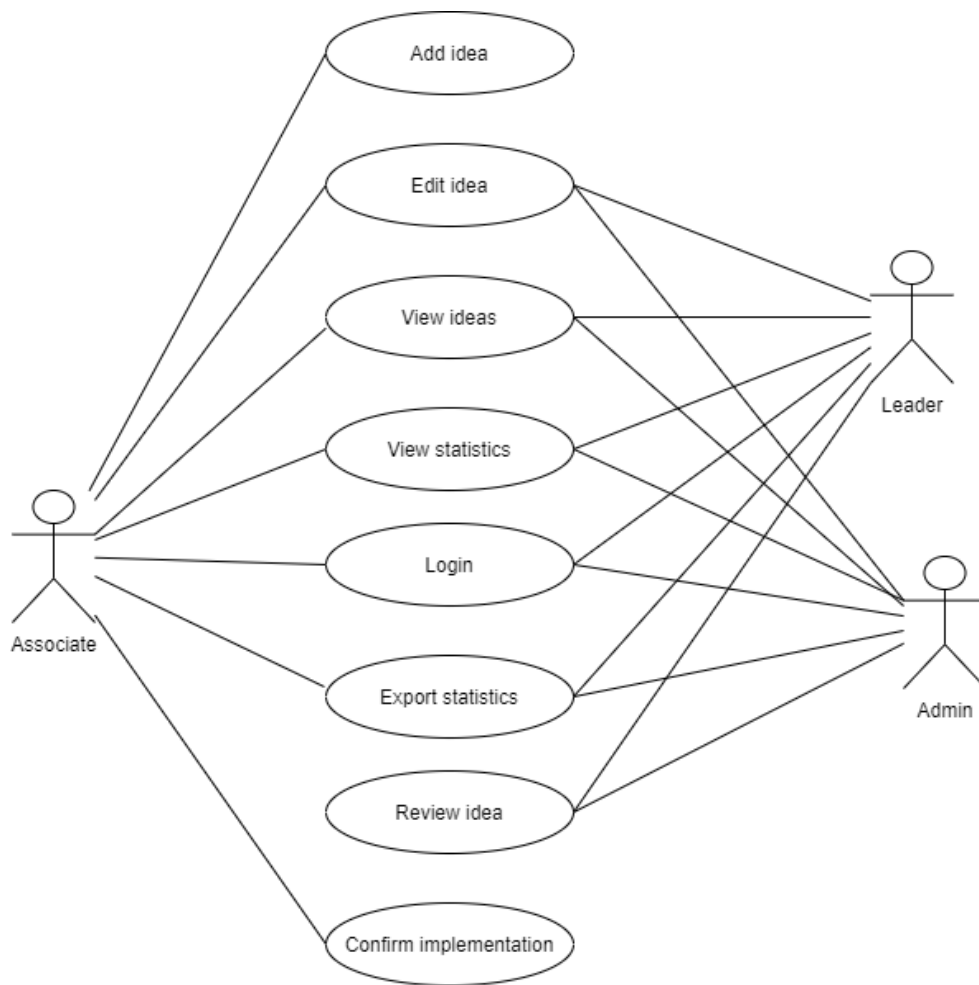 Add idea
Edit idea
View ideas
View statistics
Login
Export statistics
Review idea
Confirm implementation
Associate
Leader
Admin